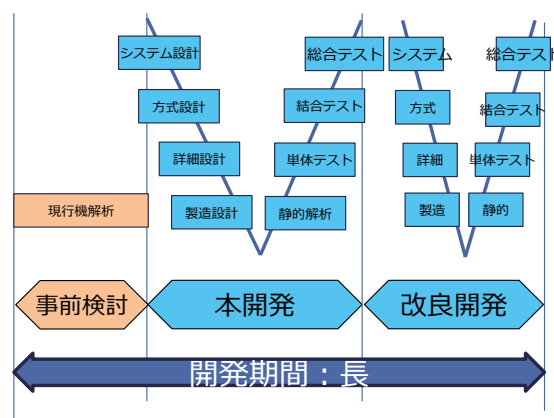 システム設計
総合テスト
システム
総合テスト
方式設計
結合テスト
方式
結合テスト
詳細設計
単体テスト
詳細
単体テスト
現行機解析
製造設計
静的解析
製造
静的
事前検討
本開発
改良開発
開発期間：長